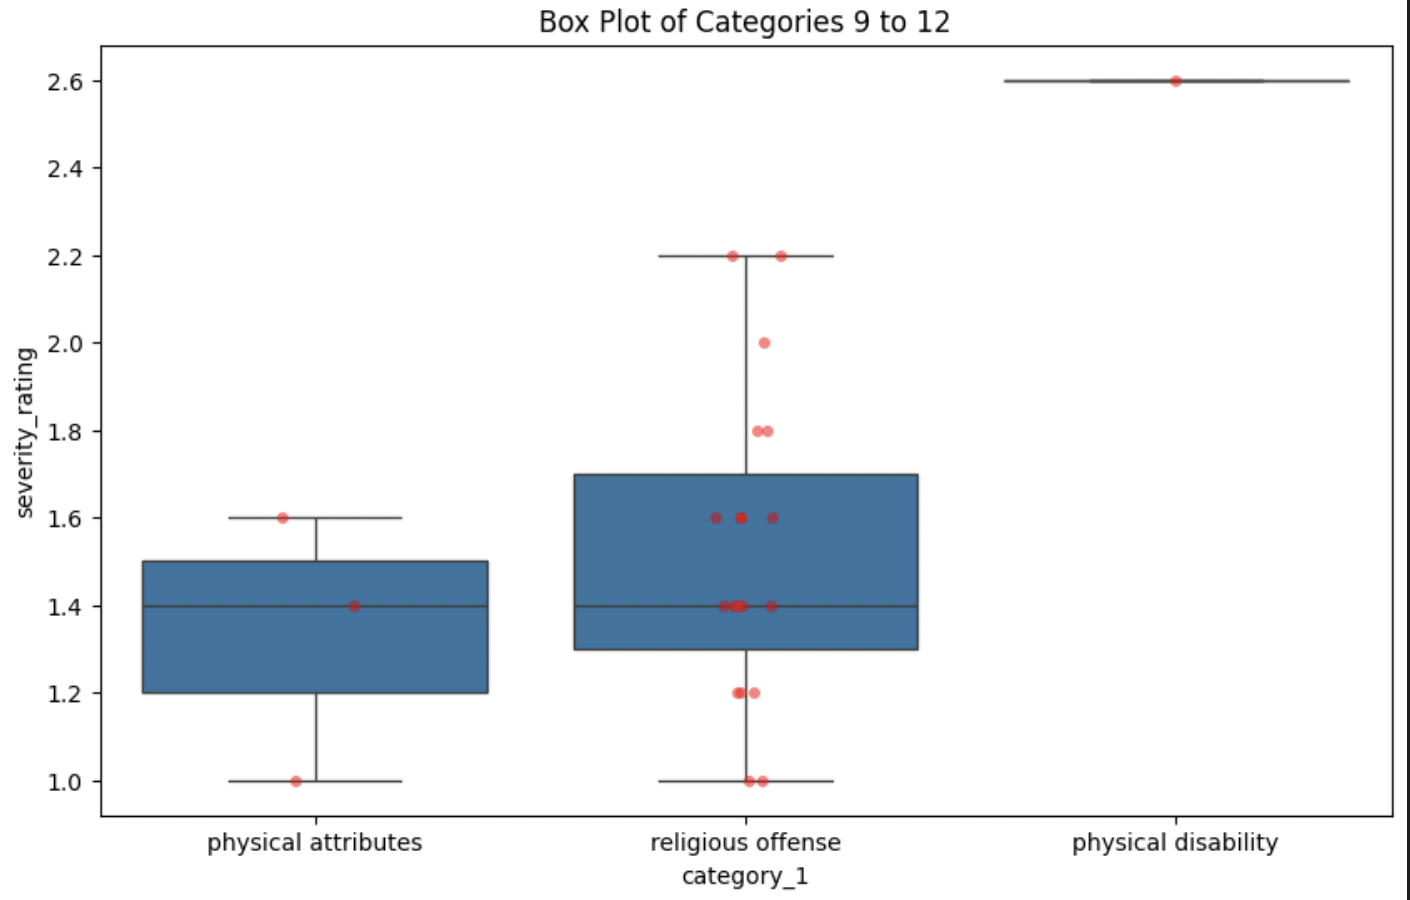 Box Plot of Categories 9 to 12
2.6
2.4
2.2
2.0
1.8
1.6
1.4
1.2
1.0
severity_rating
physical attributes
religious offense
physical disability
category_1